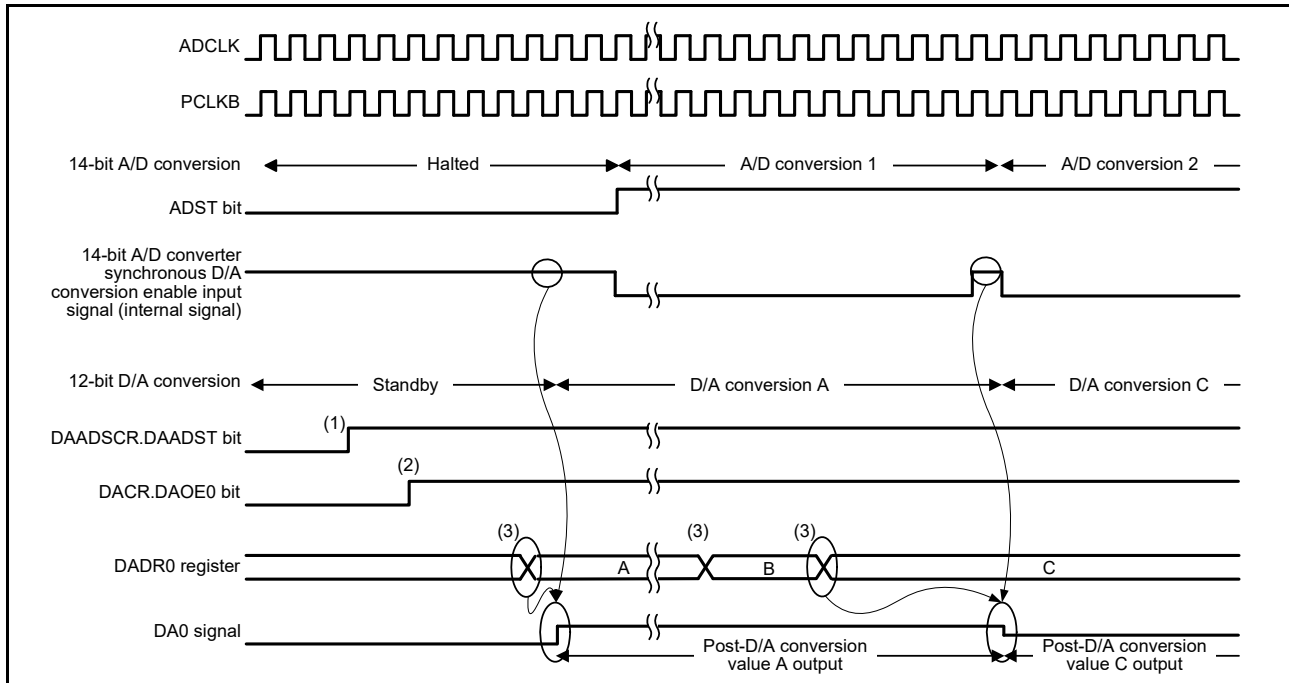 ADCLK
PCLKB
14-bit A/D conversion
Halted
A/D conversion 1
A/D conversion 2
ADST bit
14-bit A/D converter
synchronous D/A
conversion enable input
signal (internal signal)
12-bit D/A conversion
Standby
D/A conversion A
D/A conversion C
(1)
DAADSCR.DAADST bit
(2)
DACR.DAOE0 bit
(3)
(3)
(3)
DADR0 register
A
B
C
DA0 signal
Post-D/A conversion
value A output
Post-D/A conversion
value C output